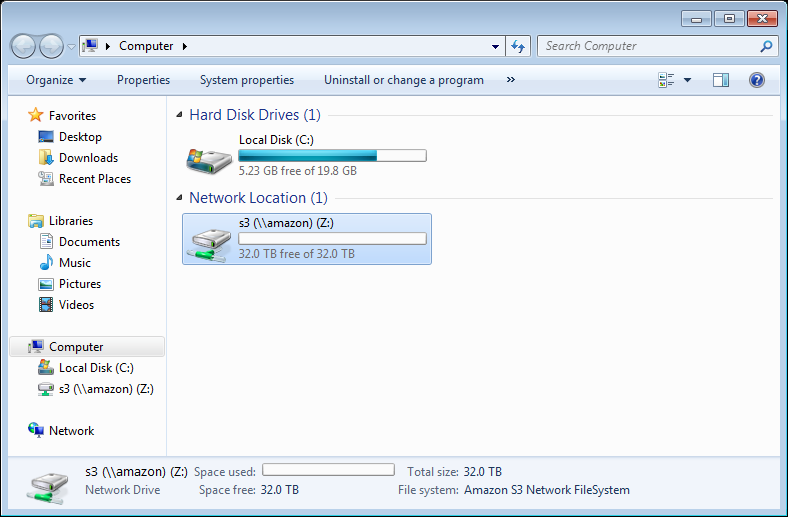 Computer
Search Computer
Organize Properties System properties Uninstall or change a program »
Favorites
Desktop
Downloads
Recent Places
Libraries
Documents
Music
Pictures
Videos
Computer
Local Disk (C:)
s3 (\\amazon) (Z:)
Network
Hard Disk Drives (1)
Local Disk (C:)
5.23 GB free of 19.8 GB
Network Location (1)
s3 (\\amazon) (Z:)
32.0 TB free of 32.0 TB
s3 (\\amazon) (Z:) Space used: Total size: 32.0 TB
Network Drive Space free: 32.0 TB File system: Amazon S3 Network FileSystem